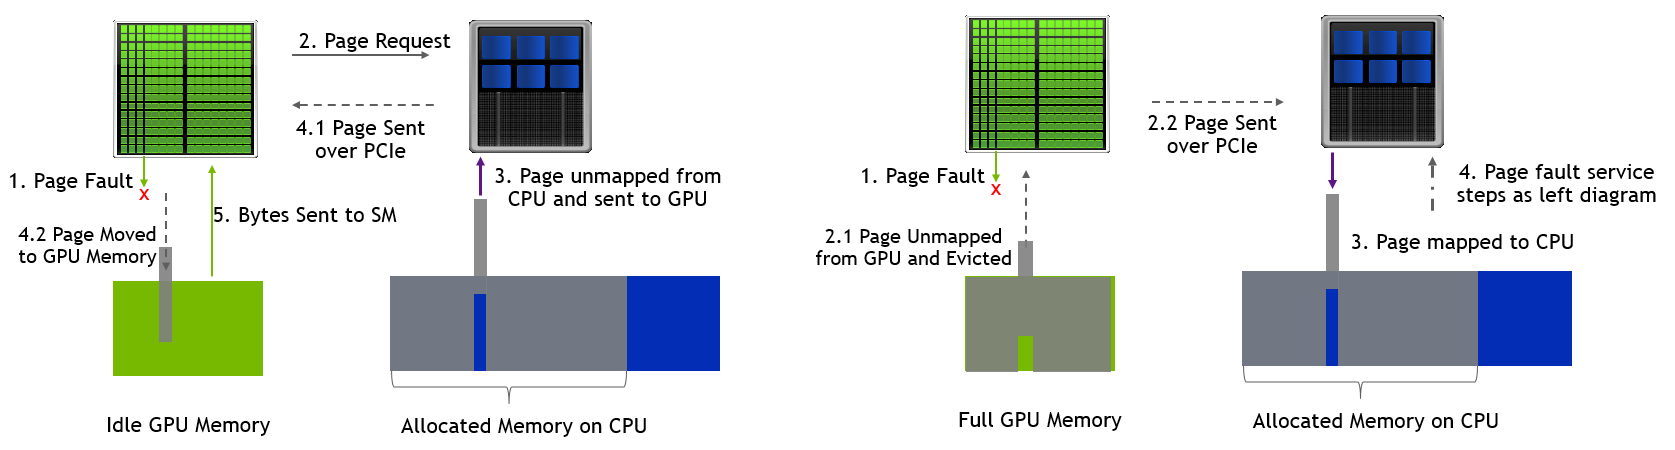 2. Page Request
4.1 Page Sent
over PCIe
1. Page Fault
x
3. Page unmapped from
CPU and sent to GPU
5. Bytes Sent to SM
4.2 Page Moved
to GPU Memory
Idle GPU Memory
Allocated Memory on CPU
2.2 Page Sent
over PCIe
1. Page Fault
x
4. Page fault service
steps as left diagram
2.1 Page Unmapped
from GPU and Evicted
3. Page mapped to CPU
Full GPU Memory
Allocated Memory on CPU